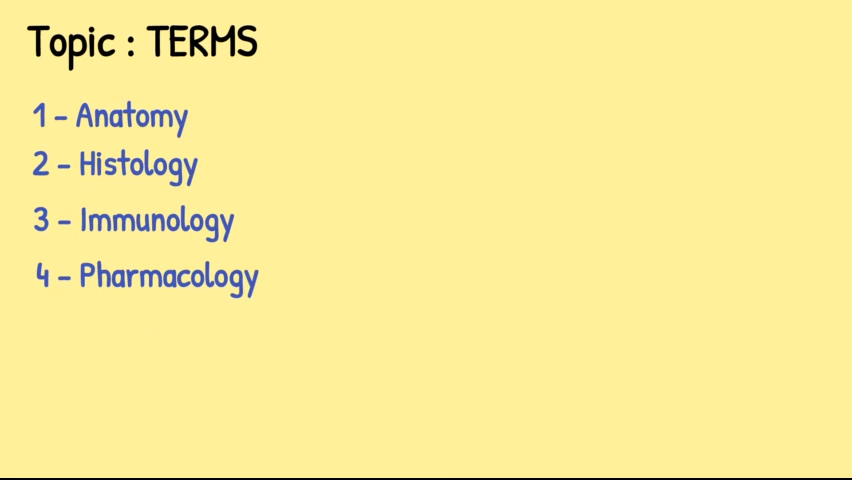 Topic : TERMS
1 - Anatomy
2 - Histology
3 - Immunology
4 - Pharmacology